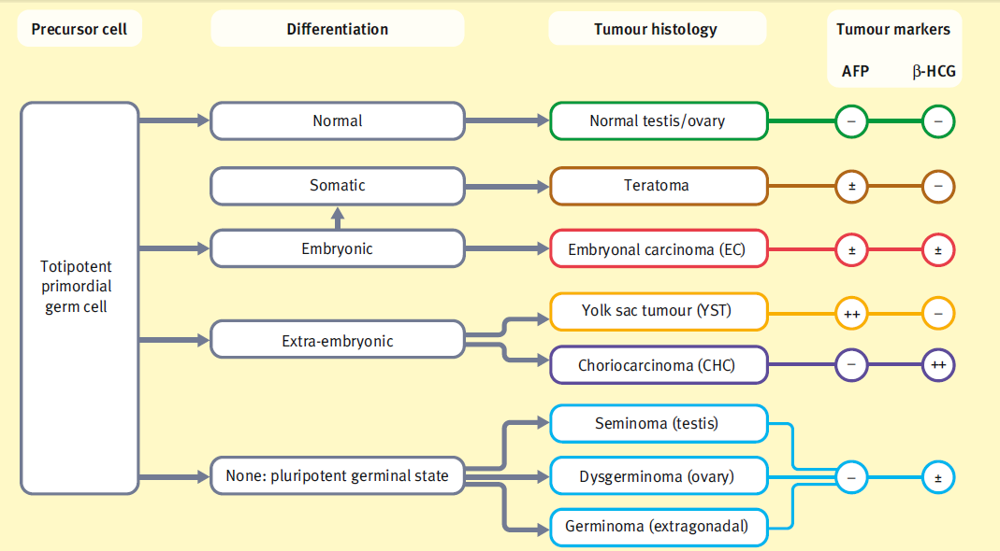 Precursor cell
Differentiation
Tumour histology
Tumour markers
AFP
β-HCG
Totipotent
primordial
germ cell
Normal
Normal testis/ovary
–
–
Somatic
Teratoma
±
–
Embryonic
Embryonal carcinoma (EC)
±
±
Extra-embryonic
Yolk sac tumour (YST)
++
–
Choriocarcinoma (CHC)
–
++
None: pluripotent germinal state
Seminoma (testis)
Dysgerminoma (ovary)
Germinoma (extragonadal)
–
±